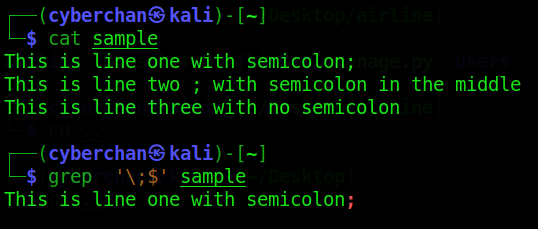 ┌──(cyberchan㉿kali)-[~]
└─$ cat sample
This is line one with semicolon;
This is line two ; with semicolon in the middle
This is line three with no semicolon
┌──(cyberchan㉿kali)-[~]
└─$ grep  '\;$' sample
This is line one with semicolon;